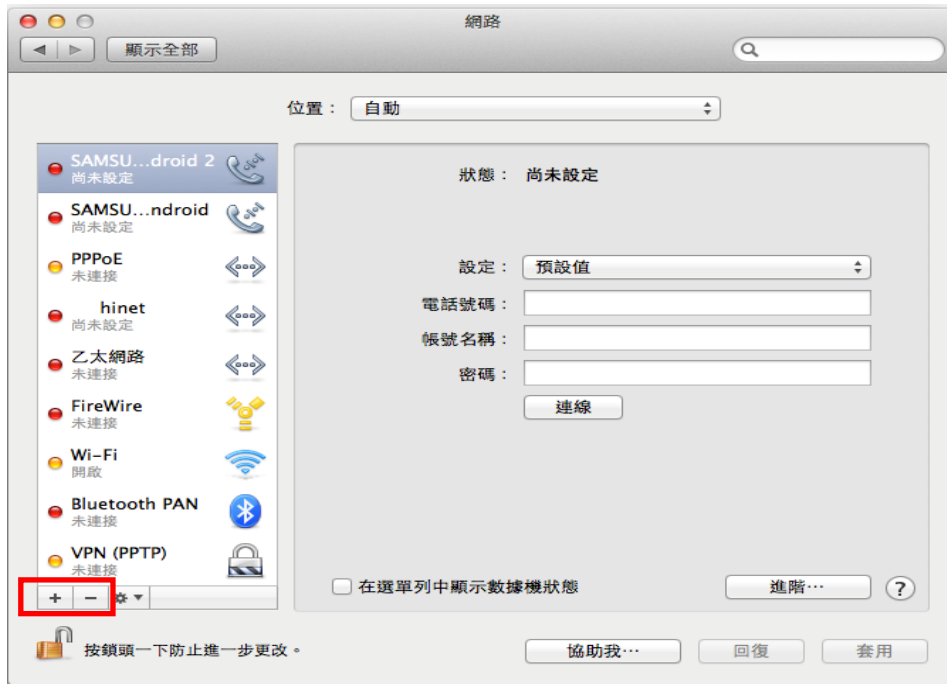 網路
顯示全部
位置： 自動
SAMSU...droid 2
尚未設定
SAMSU...ndroid
尚未設定
PPPoE
未連接
hinet
尚未設定
乙太網路
未連接
FireWire
未連接
Wi-Fi
開啟
Bluetooth PAN
未連接
VPN (PPTP)
未連接
+ −
狀態： 尚未設定
設定： 預設值
電話號碼：
帳號名稱：
密碼：
連線
在選單列中顯示數據機狀態
進階… ?
按鎖頭一下防止進一步更改。
協助我… 回復 套用